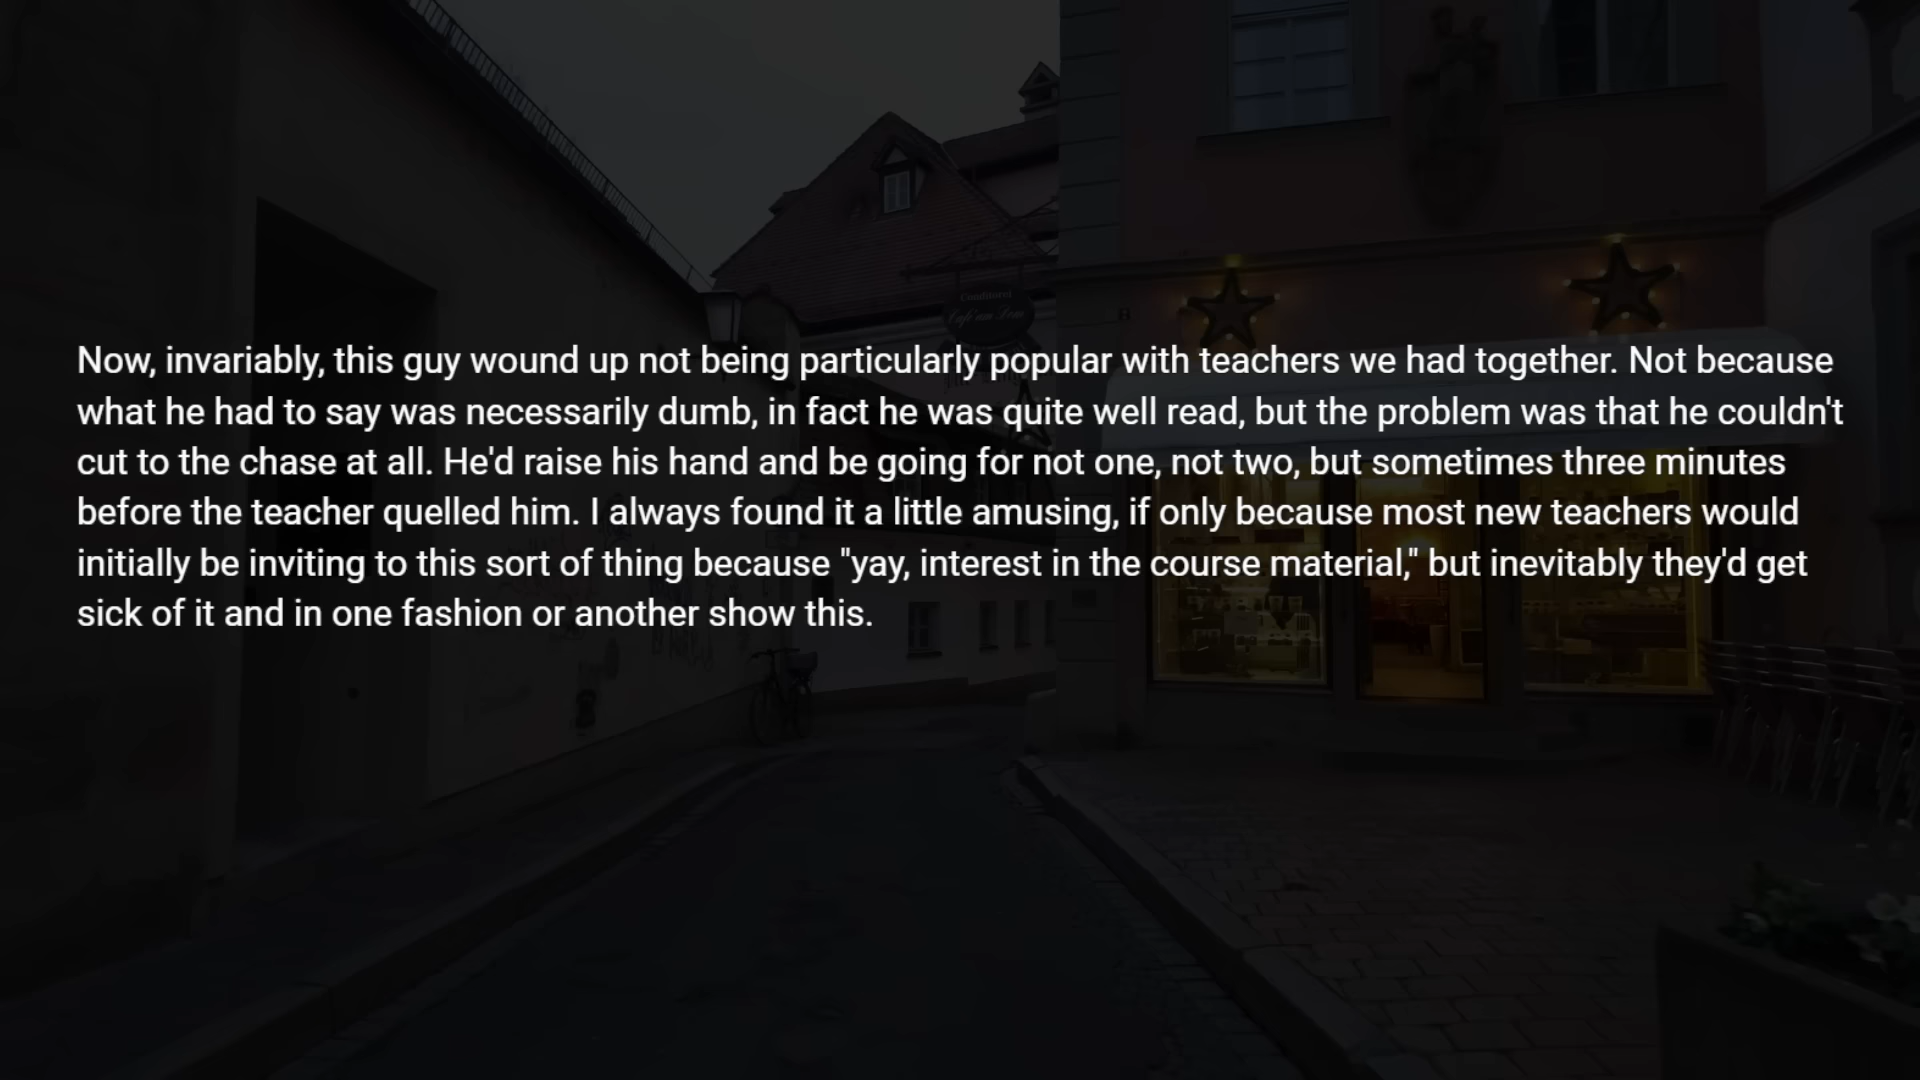 Now, invariably, this guy wound up not being particularly popular with teachers we had together. Not because
what he had to say was necessarily dumb, in fact he was quite well read, but the problem was that he couldn't
cut to the chase at all. He'd raise his hand and be going for not one, not two, but sometimes three minutes
before the teacher quelled him. I always found it a little amusing, if only because most new teachers would
initially be inviting to this sort of thing because "yay, interest in the course material," but inevitably they'd get
sick of it and in one fashion or another show this.